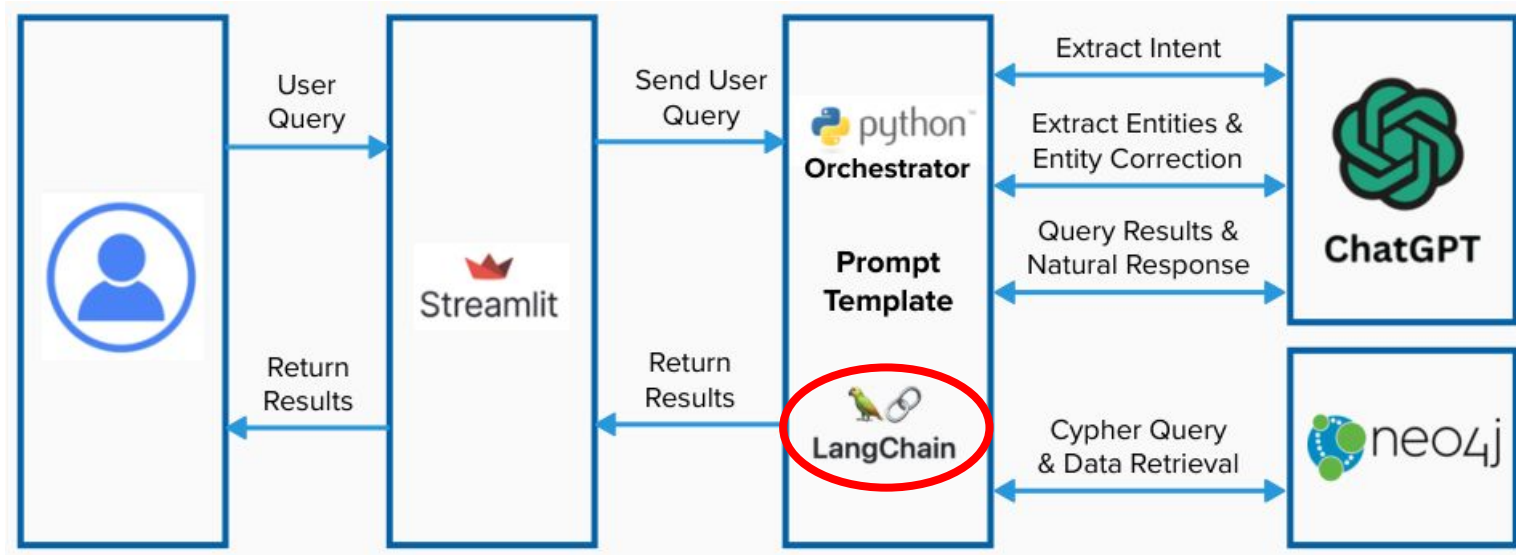 User
Query
Send User
Query
Extract Intent
python™
Orchestrator
Extract Entities &
Entity Correction
ChatGPT
Query Results &
Natural Response
Prompt
Template
Streamlit
Return
Results
Return
Results
LangChain
Cypher Query
& Data Retrieval
neo4j